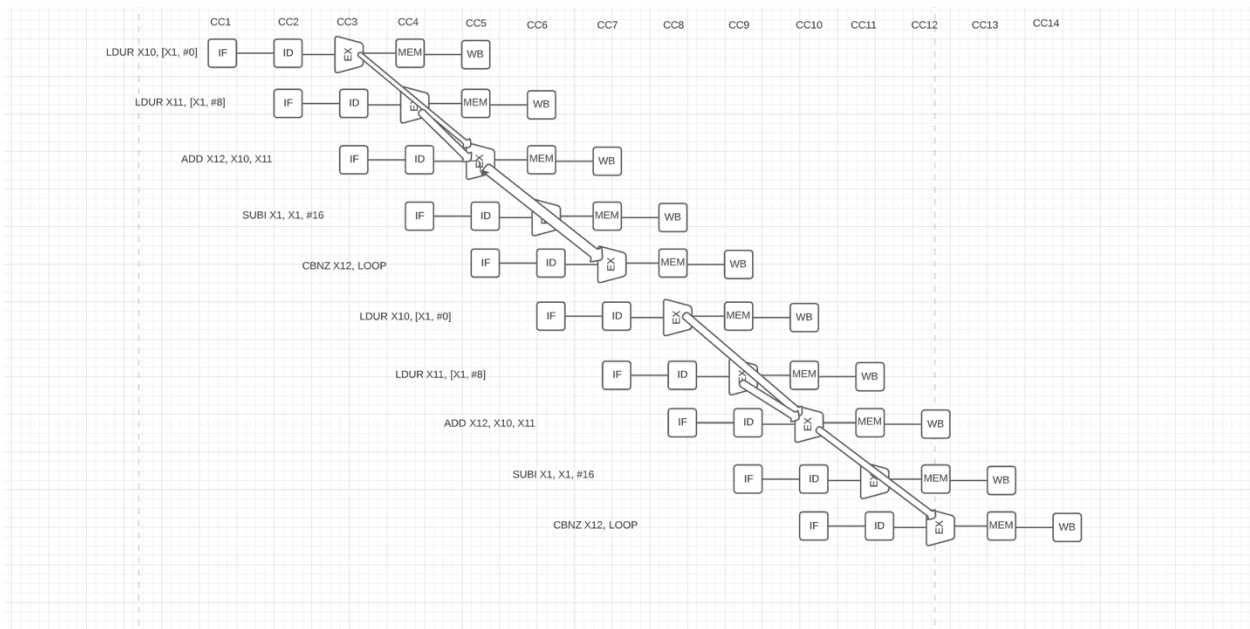 CC1 CC2 CC3 CC4 CC5 CC6 CC7 CC8 CC9 CC10 CC11 CC12 CC13 CC14
LDUR X10, [X1, #0] IF ID EX MEM WB
LDUR X11, [X1, #8] IF ID EX MEM WB
ADD X12, X10, X11 IF ID EX MEM WB
SUBI X1, X1, #16 IF ID EX MEM WB
CBNZ X12, LOOP IF ID EX MEM WB
LDUR X10, [X1, #0] IF ID EX MEM WB
LDUR X11, [X1, #8] IF ID EX MEM WB
ADD X12, X10, X11 IF ID EX MEM WB
SUBI X1, X1, #16 IF ID EX MEM WB
CBNZ X12, LOOP IF ID EX MEM WB